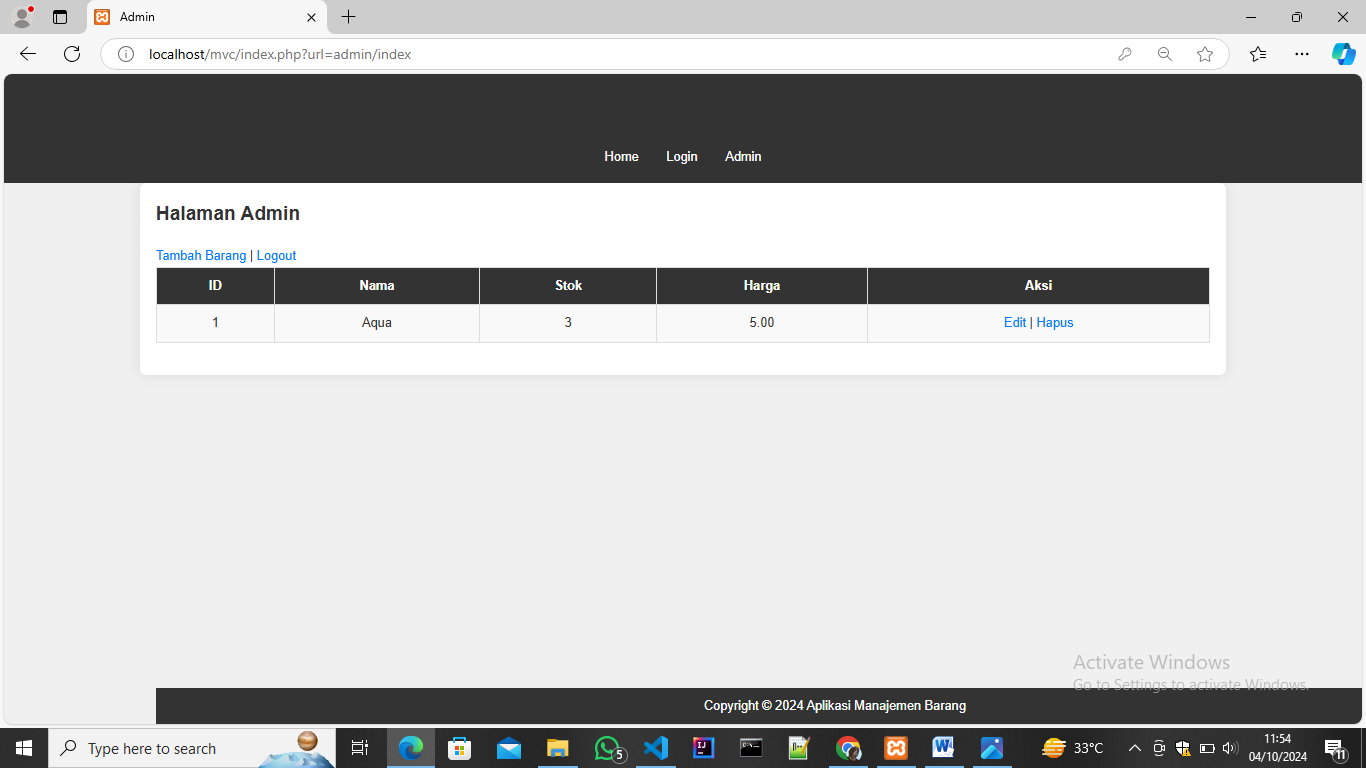 Admin
localhost/mvc/index.php?url=admin/index
Home Login Admin
Halaman Admin
Tambah Barang | Logout
ID Nama Stok Harga Aksi
1 Aqua 3 5.00 Edit | Hapus
Activate Windows
Go to Settings to activate Windows.
Copyright © 2024 Aplikasi Manajemen Barang
Type here to search
5
33°C
11:54
04/10/2024
11